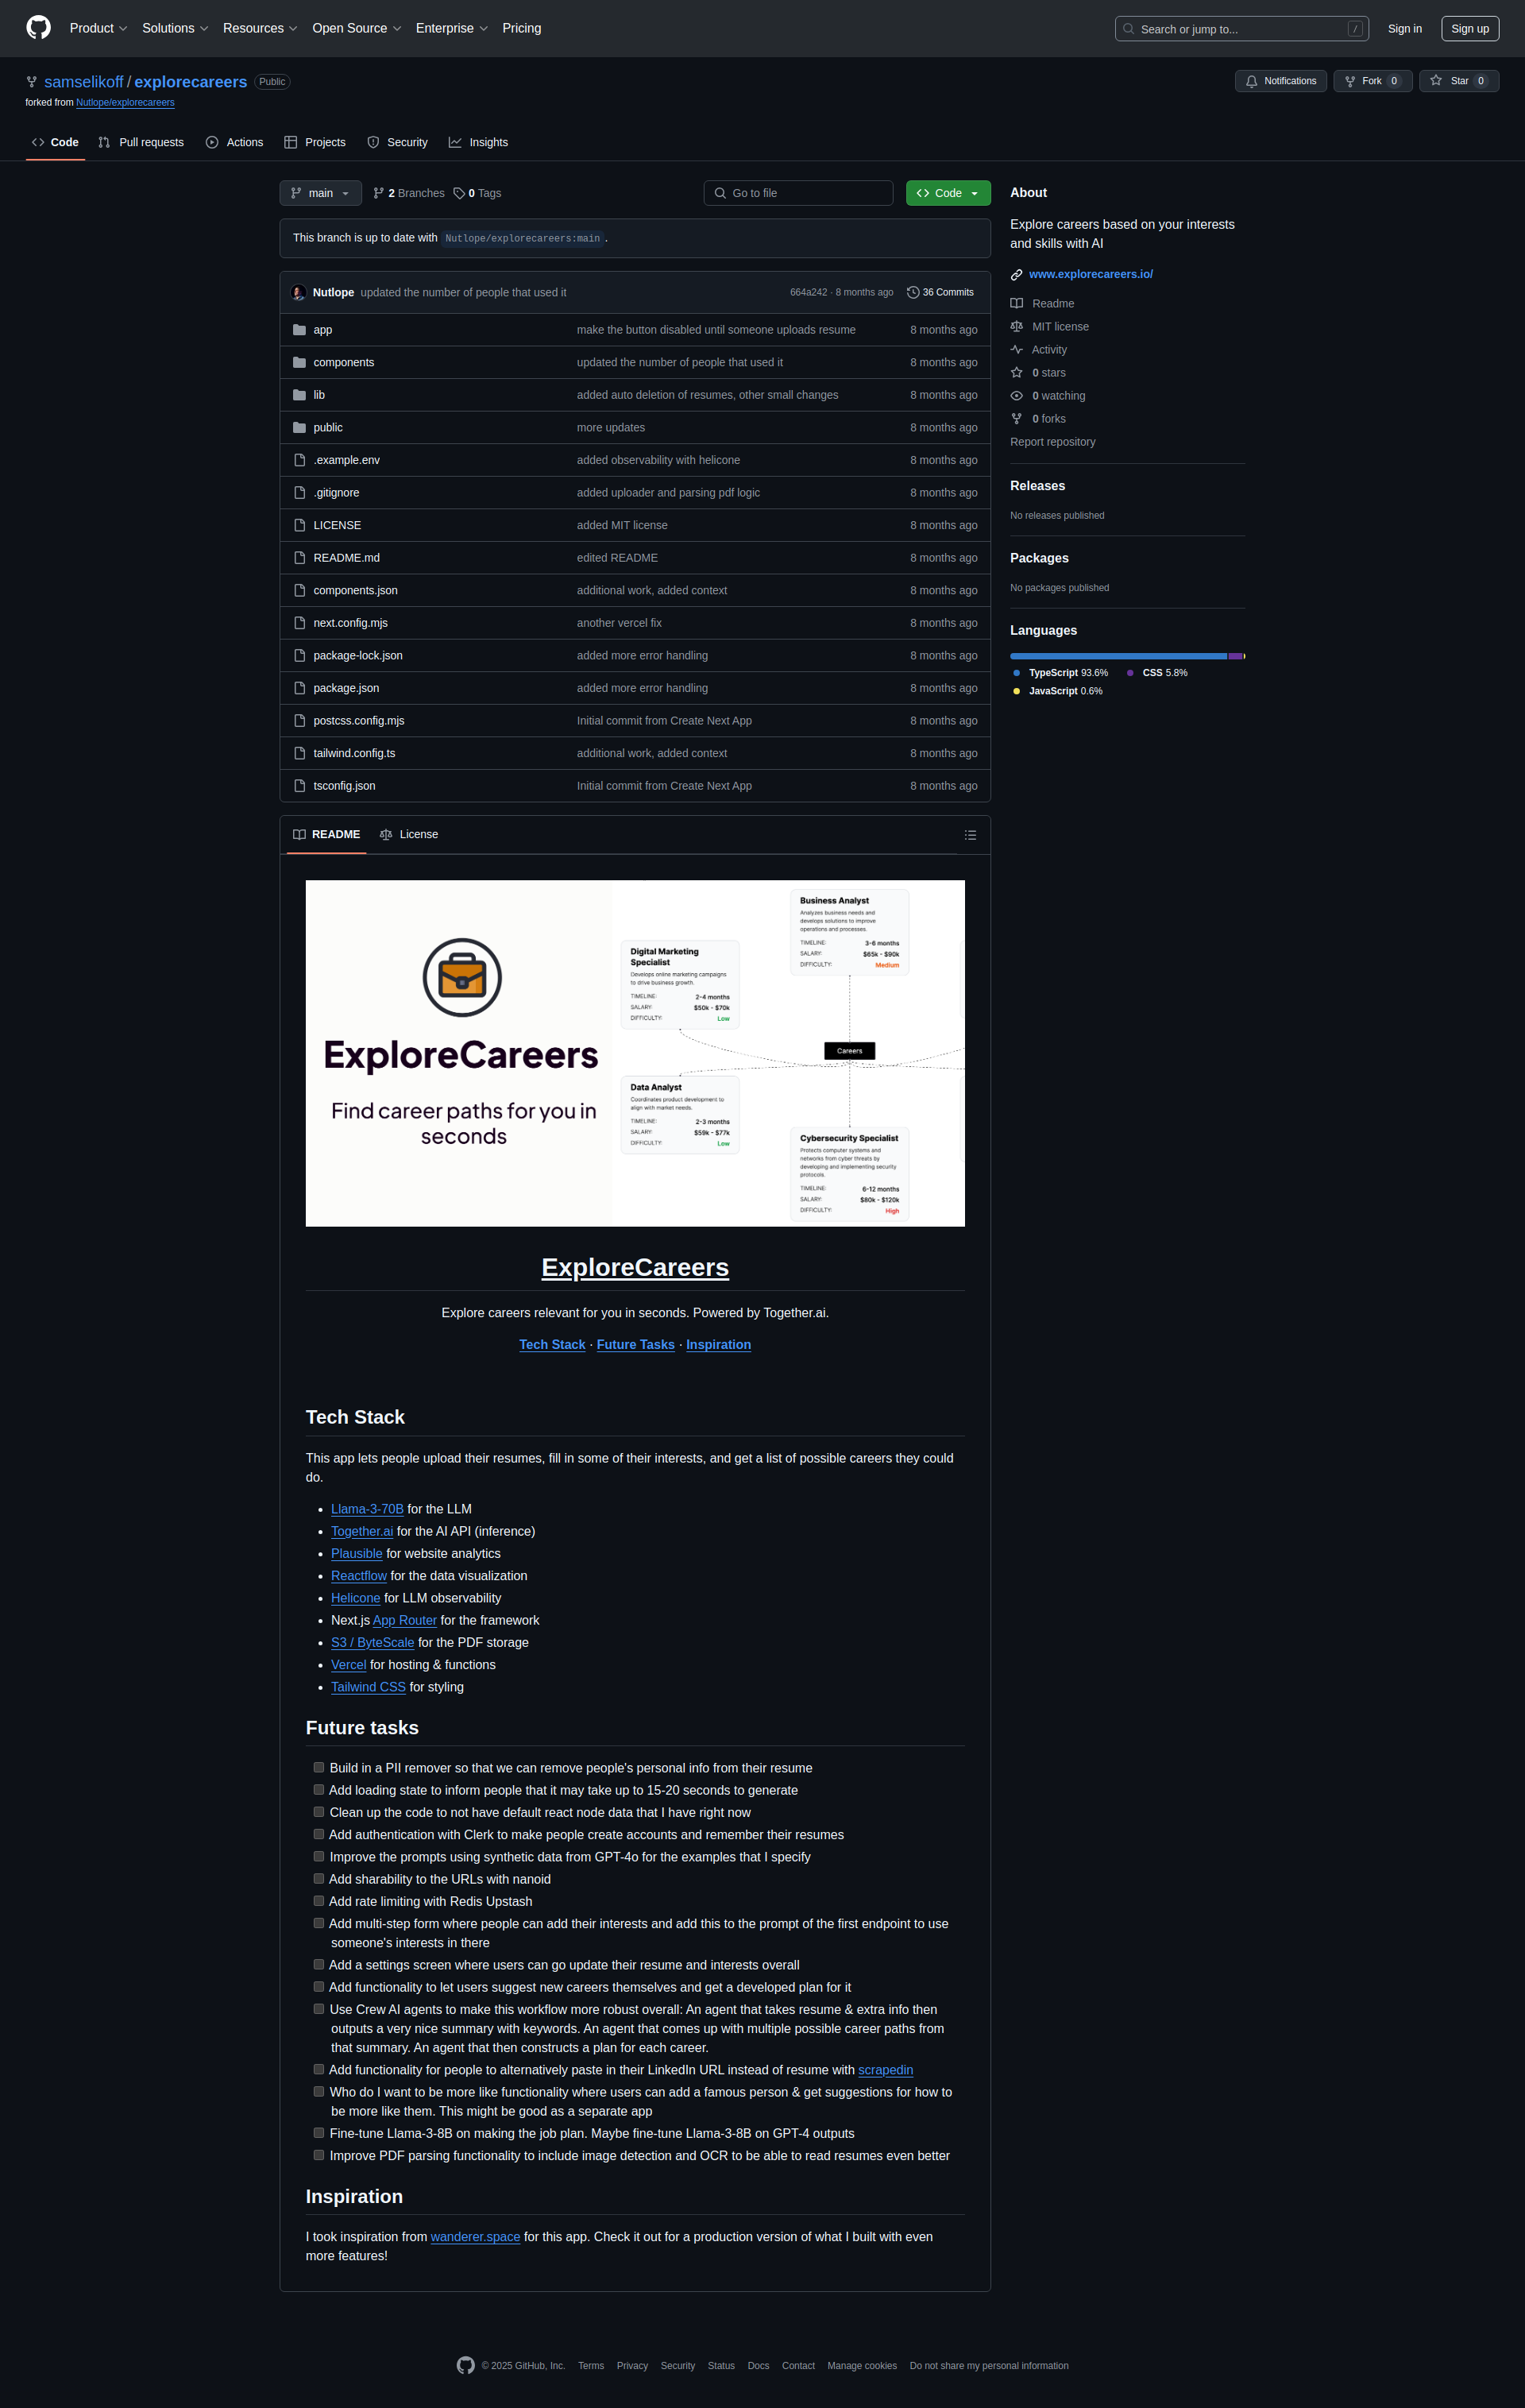 Product Solutions Resources Open Source Enterprise Pricing Search or jump to... / Sign in Sign up
samselikoff / explorecareers Public Notifications Fork 0 Star 0
forked from Nutlope/explorecareers
Code Pull requests Actions Projects Security Insights
main 2 Branches 0 Tags Go to file Code
This branch is up to date with Nutlope/explorecareers:main.
Nutlope updated the number of people that used it 664a242 · 8 months ago 36 Commits
app make the button disabled until someone uploads resume 8 months ago
components updated the number of people that used it 8 months ago
lib added auto deletion of resumes, other small changes 8 months ago
public more updates 8 months ago
.example.env added observability with helicone 8 months ago
.gitignore added uploader and parsing pdf logic 8 months ago
LICENSE added MIT license 8 months ago
README.md edited README 8 months ago
components.json additional work, added context 8 months ago
next.config.mjs another vercel fix 8 months ago
package-lock.json added more error handling 8 months ago
package.json added more error handling 8 months ago
postcss.config.mjs Initial commit from Create Next App 8 months ago
tailwind.config.ts additional work, added context 8 months ago
tsconfig.json Initial commit from Create Next App 8 months ago
About
Explore careers based on your interests
and skills with AI
www.explorecareers.io/
Readme
MIT license
Activity
0 stars
0 watching
0 forks
Report repository
Releases
No releases published
Packages
No packages published
Languages
TypeScript 93.6% CSS 5.8%
JavaScript 0.6%
README License
ExploreCareers
Find career paths for you in
seconds
Digital Marketing
Specialist
Develops online marketing campaigns
to drive business growth.
TIMELINE: 2-4 months
SALARY: $50k - $70k
DIFFICULTY: Low
Business Analyst
Analyzes business needs and
develops solutions to improve
operations and processes.
TIMELINE: 3-6 months
SALARY: $65k - $90k
DIFFICULTY: Medium
Careers
Data Analyst
Coordinates product development to
align with market needs.
TIMELINE: 2-3 months
SALARY: $59k - $77k
DIFFICULTY: Low
Cybersecurity Specialist
Protects computer systems and
networks from cyber threats by
developing and implementing security
protocols.
TIMELINE: 6-12 months
SALARY: $80k - $120k
DIFFICULTY: High
ExploreCareers
Explore careers relevant for you in seconds. Powered by Together.ai.
Tech Stack · Future Tasks · Inspiration
Tech Stack
This app lets people upload their resumes, fill in some of their interests, and get a list of possible careers they could
do.
• Llama-3-70B for the LLM
• Together.ai for the AI API (inference)
• Plausible for website analytics
• Reactflow for the data visualization
• Helicone for LLM observability
• Next.js App Router for the framework
• S3 / ByteScale for the PDF storage
• Vercel for hosting & functions
• Tailwind CSS for styling
Future tasks
Build in a PII remover so that we can remove people's personal info from their resume
Add loading state to inform people that it may take up to 15-20 seconds to generate
Clean up the code to not have default react node data that I have right now
Add authentication with Clerk to make people create accounts and remember their resumes
Improve the prompts using synthetic data from GPT-4o for the examples that I specify
Add sharability to the URLs with nanoid
Add rate limiting with Redis Upstash
Add multi-step form where people can add their interests and add this to the prompt of the first endpoint to use
someone's interests in there
Add a settings screen where users can go update their resume and interests overall
Add functionality to let users suggest new careers themselves and get a developed plan for it
Use Crew AI agents to make this workflow more robust overall: An agent that takes resume & extra info then
outputs a very nice summary with keywords. An agent that comes up with multiple possible career paths from
that summary. An agent that then constructs a plan for each career.
Add functionality for people to alternatively paste in their LinkedIn URL instead of resume with scrapedin
Who do I want to be more like functionality where users can add a famous person & get suggestions for how to
be more like them. This might be good as a separate app
Fine-tune Llama-3-8B on making the job plan. Maybe fine-tune Llama-3-8B on GPT-4 outputs
Improve PDF parsing functionality to include image detection and OCR to be able to read resumes even better
Inspiration
I took inspiration from wanderer.space for this app. Check it out for a production version of what I built with even
more features!
© 2025 GitHub, Inc. Terms Privacy Security Status Docs Contact Manage cookies Do not share my personal information